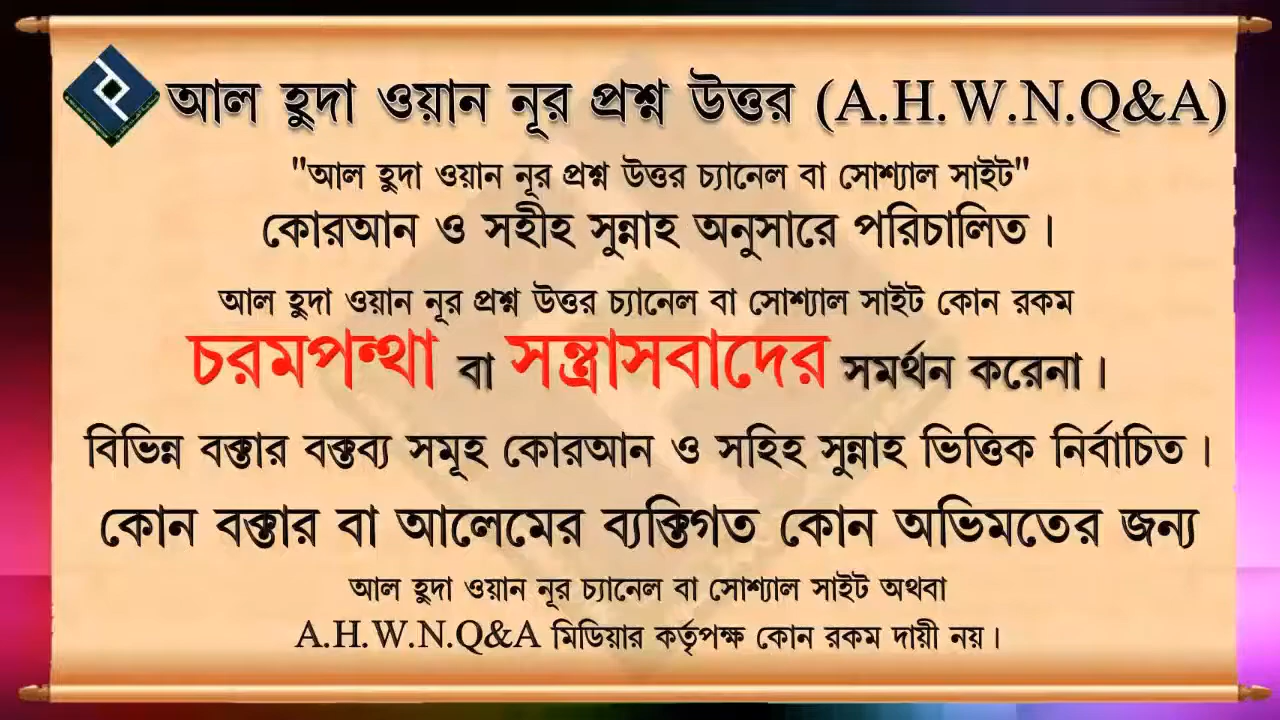 আল হুদা ওয়ান নূর প্রশ্ন উত্তর (A.H.W.N.Q&A)
"আল হুদা ওয়ান নূর প্রশ্ন উত্তর চ্যানেল বা সোশ্যাল সাইট"
কোরআন ও সহীহ সুন্নাহ অনুসারে পরিচালিত।
আল হুদা ওয়ান নূর প্রশ্ন উত্তর চ্যানেল বা সোশ্যাল সাইট কোন রকম
চরমপন্থা বা সন্ত্রাসবাদের সমর্থন করেনা।
বিভিন্ন বক্তার বক্তব্য সমূহ কোরআন ও সহিহ সুন্নাহ ভিত্তিক নির্বাচিত।
কোন বক্তার বা আলেমের ব্যক্তিগত কোন অভিমতের জন্য
আল হুদা ওয়ান নূর চ্যানেল বা সোশ্যাল সাইট অথবা
A.H.W.N.Q&A মিডিয়ার কর্তৃপক্ষ কোন রকম দায়ী নয়।